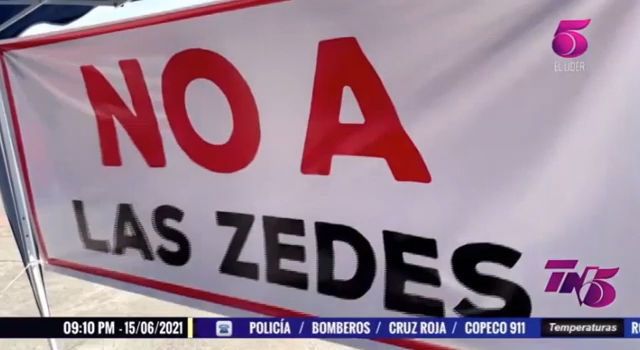 5
EL LIDER
NO A
LAS ZEDES
TN5
09:10 PM -15/06/2021 POLICÍA / BOMBEROS / CRUZ ROJA / COPECO 911 Temperaturas